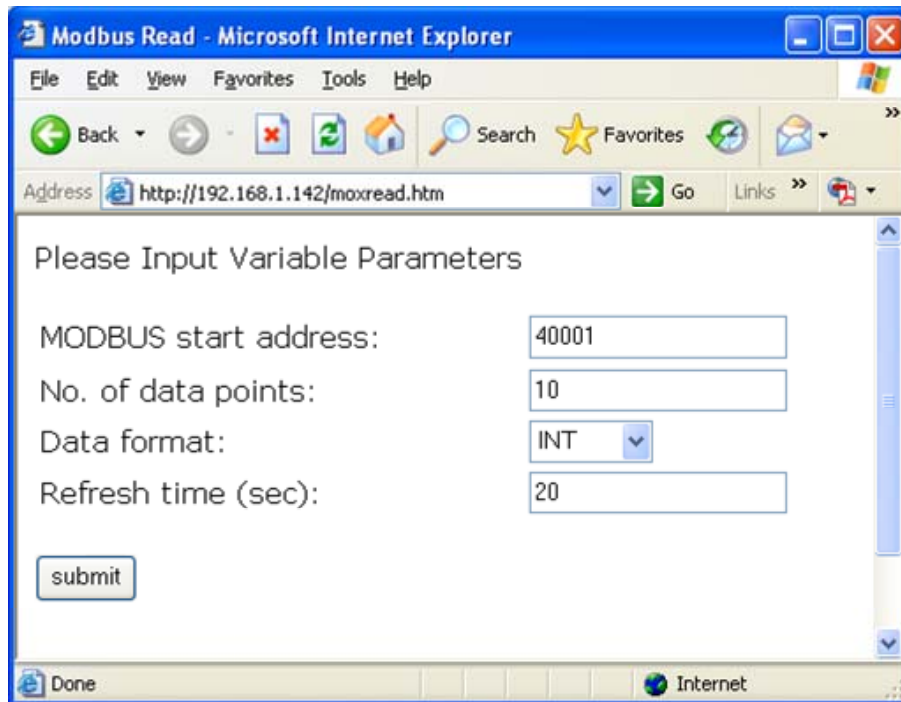 Modbus Read - Microsoft Internet Explorer
File Edit View Favorites Tools Help
Back Search Favorites »
Address http://192.168.1.142/moxread.htm Go Links »
Please Input Variable Parameters
MODBUS start address: 40001
No. of data points: 10
Data format: INT
Refresh time (sec): 20
submit
Done Internet